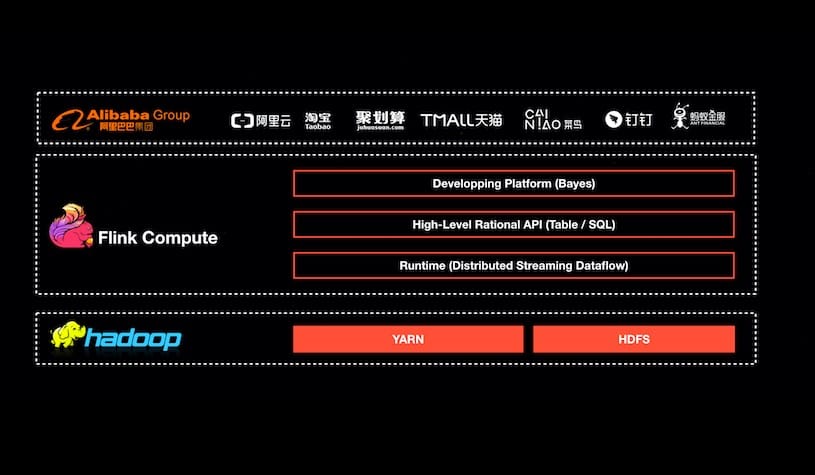 Alibaba Group
阿里巴巴集团
阿里云
淘宝
Taobao
聚划算
juhuasuan.com
TMALL天猫
CAI
NIAO 菜鸟
钉钉
蚂蚁金服
ANT FINANCIAL
Developping Platform (Bayes)
Flink Compute
High-Level Rational API (Table / SQL)
Runtime (Distributed Streaming Dataflow)
hadoop
YARN
HDFS